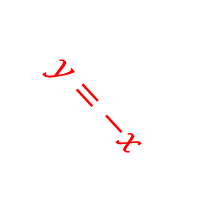 y = −x